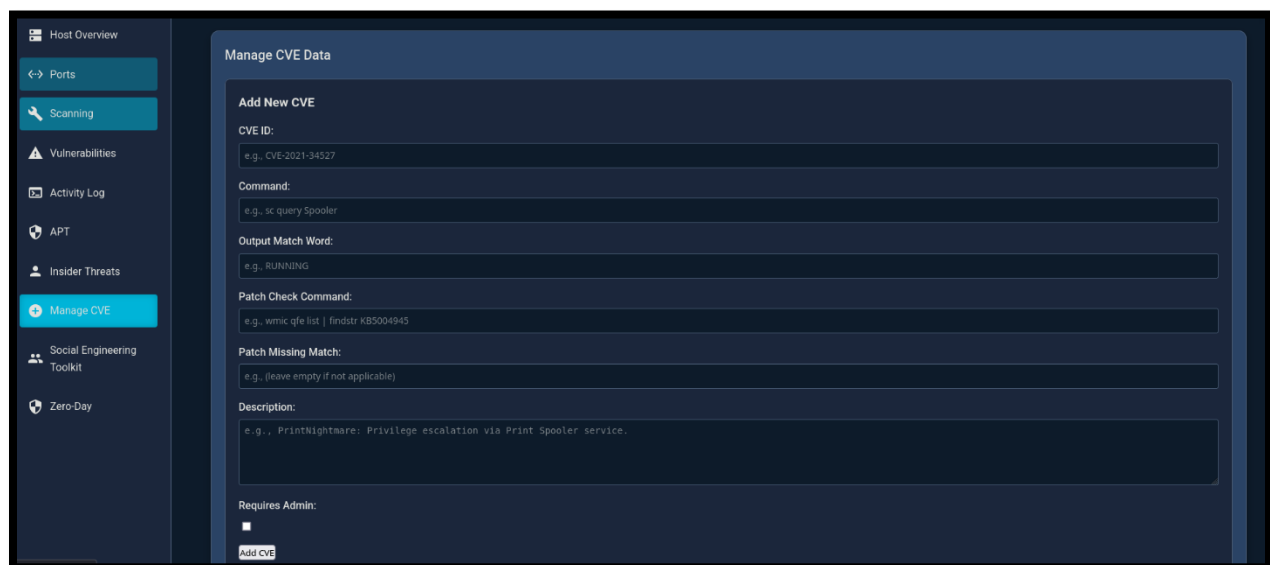 Host Overview
Ports
Scanning
Vulnerabilities
Activity Log
APT
Insider Threats
Manage CVE
Social Engineering
Toolkit
Zero-Day
Manage CVE Data
Add New CVE
CVE ID:
e.g., CVE-2021-34527
Command:
e.g., sc query Spooler
Output Match Word:
e.g., RUNNING
Patch Check Command:
e.g., wmic qfe list | findstr KB5004945
Patch Missing Match:
e.g., (leave empty if not applicable)
Description:
e.g., PrintNightmare: Privilege escalation via Print Spooler service.
Requires Admin:
Add CVE